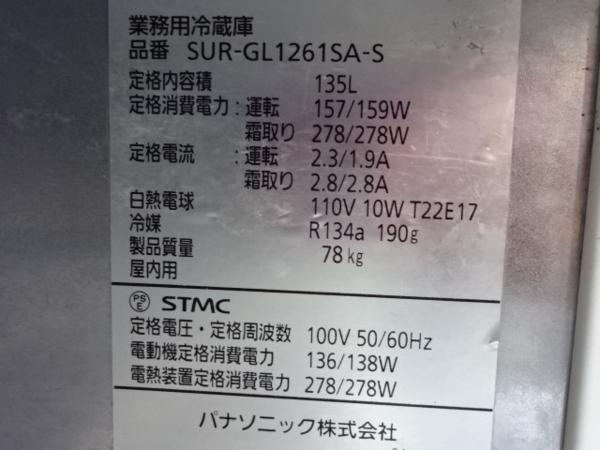 業務用冷蔵庫
品番 SUR-GL1261SA-S
定格内容積 135L
定格消費電力:運転 157/159W
霜取り 278/278W
定格電流 :運転 2.3/1.9A
霜取り 2.8/2.8A
白熱電球 110V 10W T22E17
冷媒 R134a 190g
製品質量 78kg
屋内用
PSE STMC
定格電圧・定格周波数 100V 50/60Hz
電動機定格消費電力 136/138W
電熱装置定格消費電力 278/278W
パナソニック株式会社